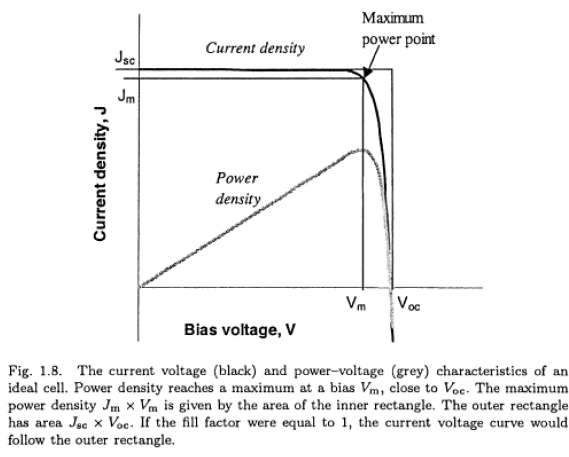 Maximum
power point
Current density
Jsc
Jm
Current density, J
Power
density
Vm
Voc
Bias voltage, V
Fig. 1.8. The current voltage (black) and power–voltage (grey) characteristics of an
ideal cell. Power density reaches a maximum at a bias Vm, close to Voc. The maximum
power density Jm × Vm is given by the area of the inner rectangle. The outer rectangle
has area Jsc × Voc. If the fill factor were equal to 1, the current voltage curve would
follow the outer rectangle.